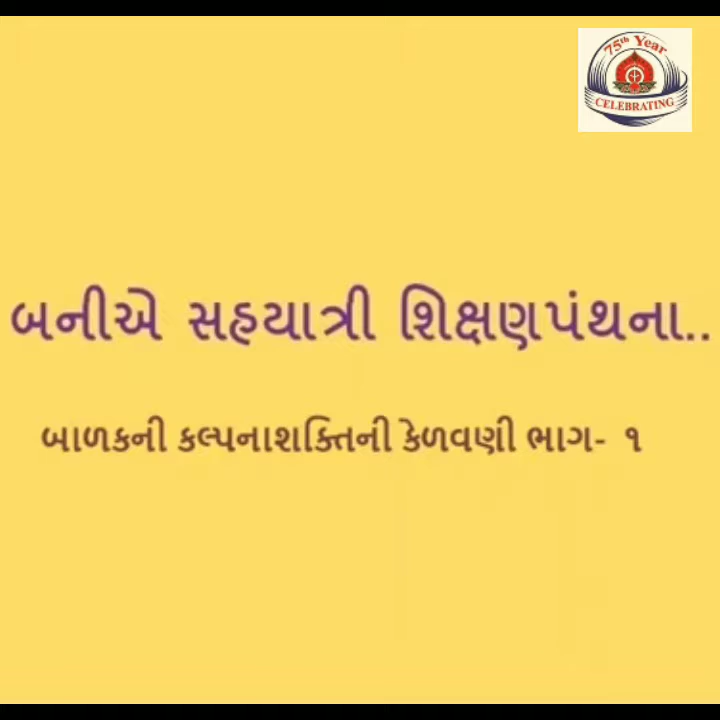 75th Year
CELEBRATING
બનીએ સહયાત્રી શિક્ષણપંથના..
બાળકની કલ્પનાશક્તિની કેળવણી ભાગ- ૧